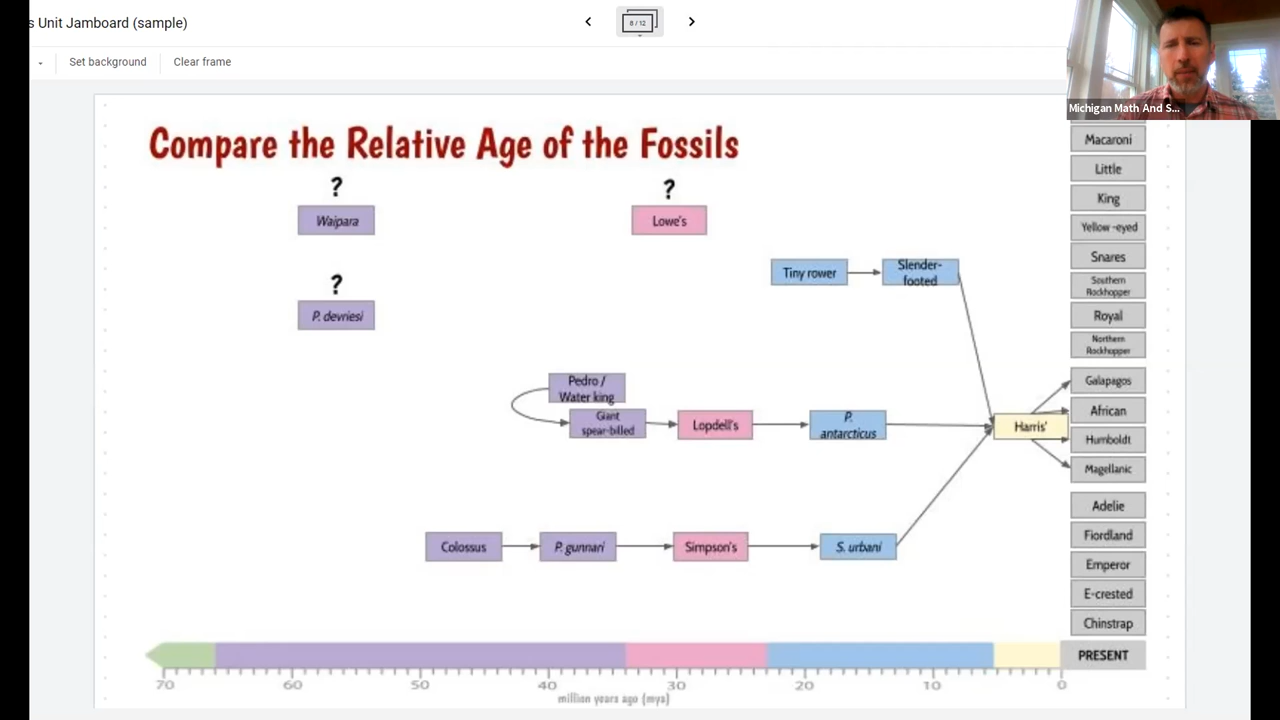 s Unit Jamboard (sample)
6 / 12
Set background
Clear frame
Michigan Math And S...
Compare the Relative Age of the Fossils
?
?
Waipara
Lowe's
Tiny rower
Slender-
footed
?
P. devriesi
Pedro /
Water king
Giant
spear-billed
Lopdell's
P.
antarcticus
Harris'
Colossus
P. gunnari
Simpson's
S. urbani
Macaroni
Little
King
Yellow-eyed
Snares
Southern
Rockhopper
Royal
Northern
Rockhopper
Galapagos
African
Humboldt
Magellanic
Adelie
Fiordland
Emperor
E-crested
Chinstrap
PRESENT
70 60 50 40 30 20 10 0
million years ago (mya)